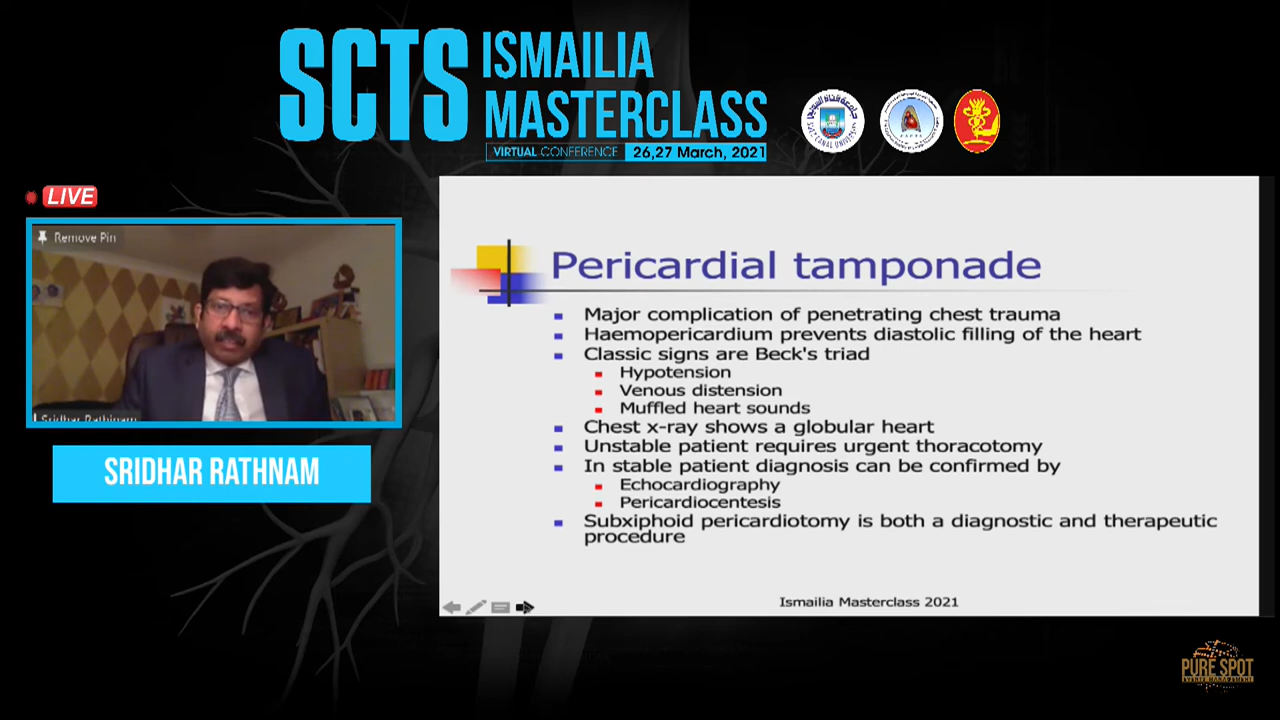 SCTS ISMAILIA
MASTERCLASS
VIRTUAL CONFERENCE 26,27 March, 2021
LIVE
Remove Pin
SRIDHAR RATHNAM
Pericardial tamponade
Major complication of penetrating chest trauma
Haemopericardium prevents diastolic filling of the heart
Classic signs are Beck's triad
Hypotension
Venous distension
Muffled heart sounds
Chest x-ray shows a globular heart
Unstable patient requires urgent thoracotomy
In stable patient diagnosis can be confirmed by
Echocardiography
Pericardiocentesis
Subxiphoid pericardiotomy is both a diagnostic and therapeutic
procedure
Ismailia Masterclass 2021
PURE SPOT